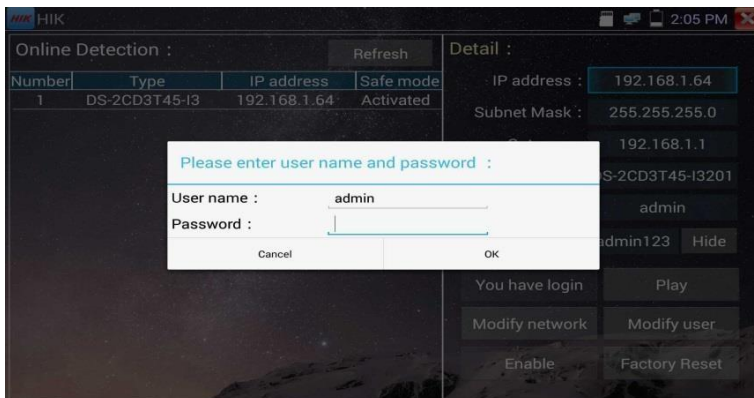 HIK HIK
2:05 PM
Online Detection :
Refresh
Detail :
Number Type IP address Safe mode
1 DS-2CD3T45-I3 192.168.1.64 Activated
IP address : 192.168.1.64
Subnet Mask : 255.255.255.0
192.168.1.1
S-2CD3T45-I3201
admin
dmin123 Hide
Please enter user name and password :
User name : admin
Password :
Cancel OK
You have login Play
Modify network Modify user
Enable Factory Reset